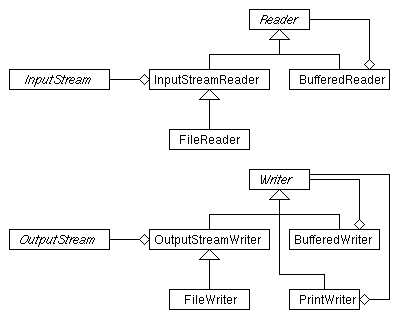 Reader
InputStream
InputStreamReader
BufferedReader
FileReader
Writer
OutputStream
OutputStreamWriter
BufferedWriter
FileWriter
PrintWriter